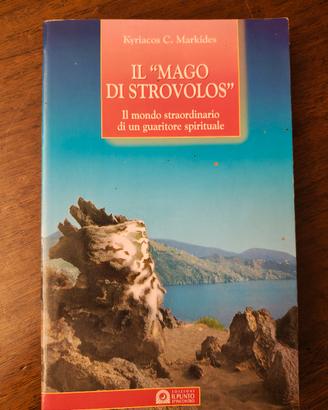 Kyriacos C. Markides
IL “MAGO
DI STROVOLOS”
Il mondo straordinario
di un guaritore spirituale
EDIZIONI
IL PUNTO
D'INCONTRO